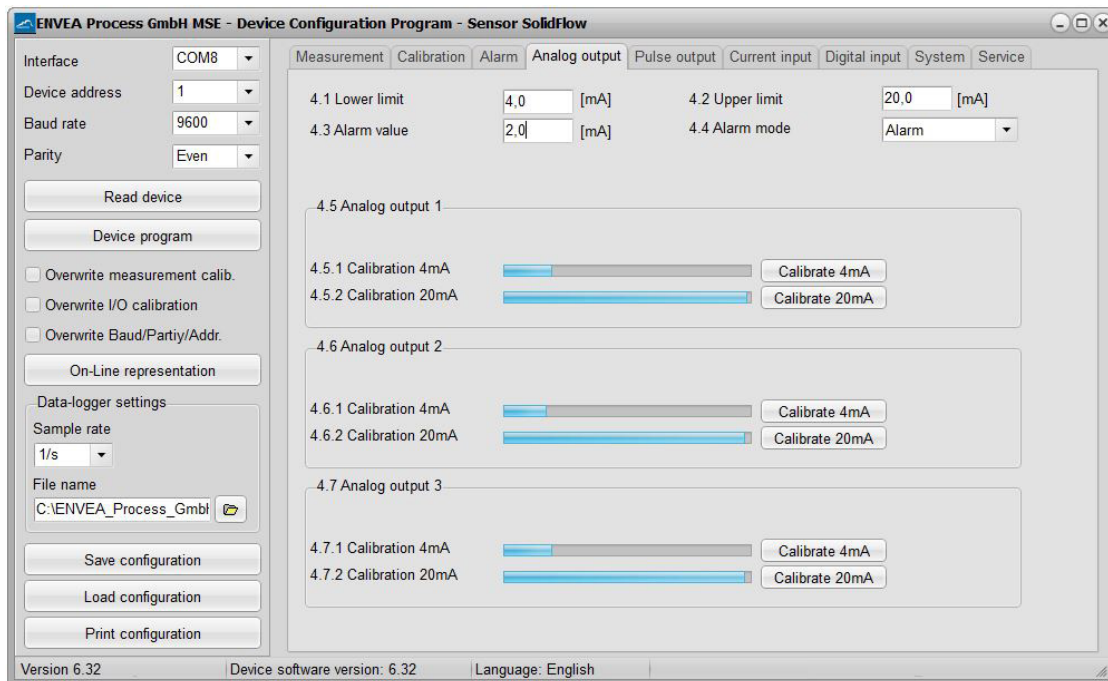 ENVEA Process GmbH MSE - Device Configuration Program - Sensor SolidFlow
Interface COM8
Device address 1
Baud rate 9600
Parity Even
Read device
Device program
Overwrite measurement calib.
Overwrite I/O calibration
Overwrite Baud/Partiy/Addr.
On-Line representation
Data-logger settings
Sample rate
1/s
File name
C:\ENVEA_Process_Gmbl
Save configuration
Load configuration
Print configuration
Measurement Calibration Alarm Analog output Pulse output Current input Digital input System Service
4.1 Lower limit 4,0 [mA] 4.2 Upper limit 20,0 [mA]
4.3 Alarm value 2,0 [mA] 4.4 Alarm mode Alarm
4.5 Analog output 1
4.5.1 Calibration 4mA Calibrate 4mA
4.5.2 Calibration 20mA Calibrate 20mA
4.6 Analog output 2
4.6.1 Calibration 4mA Calibrate 4mA
4.6.2 Calibration 20mA Calibrate 20mA
4.7 Analog output 3
4.7.1 Calibration 4mA Calibrate 4mA
4.7.2 Calibration 20mA Calibrate 20mA
Version 6.32 Device software version: 6.32 Language: English